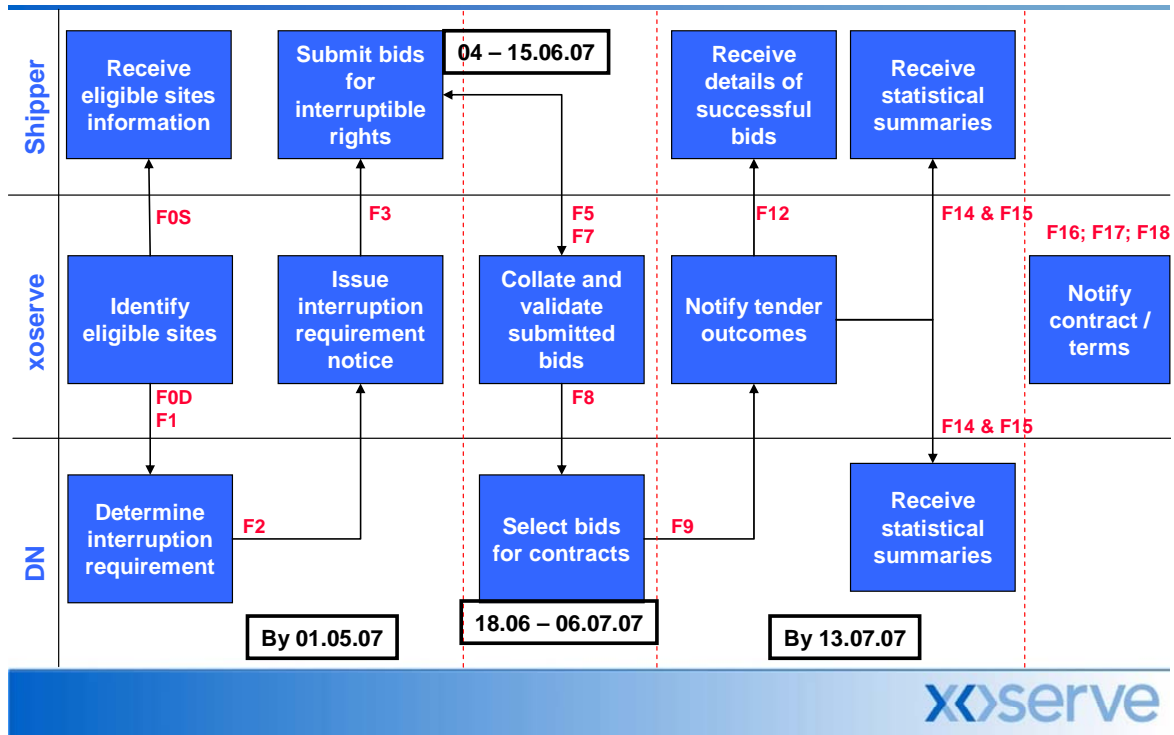 Shipper
Receive
eligible sites
information
Submit bids
for
interruptible
rights
04 – 15.06.07
Receive
details of
successful
bids
Receive
statistical
summaries
F0S
F3
F5
F7
F12
F14 & F15
F16; F17; F18
xoserve
Identify
eligible sites
Issue
interruption
requirement
notice
Collate and
validate
submitted
bids
Notify tender
outcomes
Notify
contract /
terms
F0D
F1
F8
F14 & F15
DN
Determine
interruption
requirement
F2
Select bids
for contracts
F9
Receive
statistical
summaries
By 01.05.07
18.06 – 06.07.07
By 13.07.07
xoserve